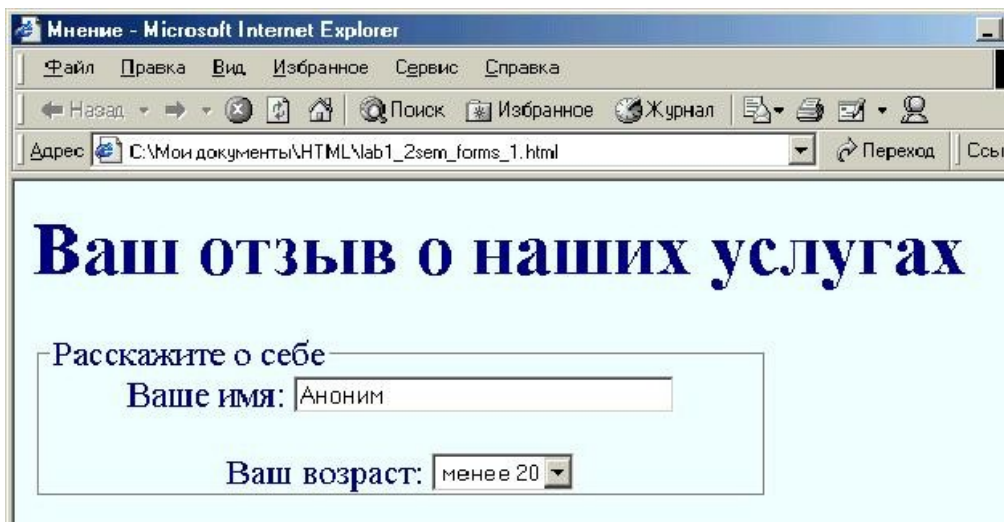 Мнение - Microsoft Internet Explorer
Файл Правка Вид Избранное Сервис Справка
Назад Поиск Избранное Журнал
Адрес C:\Мои документы\HTML\lab1_2sem_forms_1.html Переход Ссы
Ваш отзыв о наших услугах
Расскажите о себе
Ваше имя: Аноним
Ваш возраст: менее 20